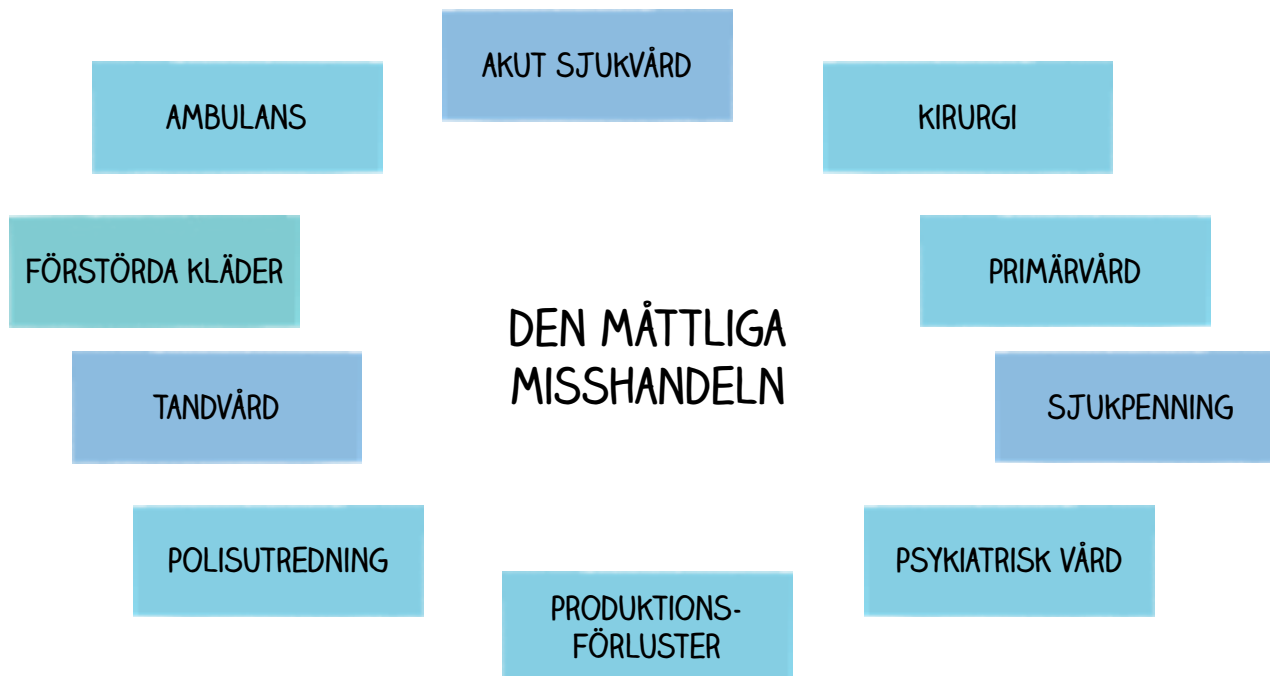 AKUT SJUKVÅRD
AMBULANS
KIRURGI
FÖRSTÖRDA KLÄDER
PRIMÄRVÅRD
DEN MÅTTLIGA
MISSHANDELN
TANDVÅRD
SJUKPENNING
POLISUTREDNING
PSYKIATRISK VÅRD
PRODUKTIONS-
FÖRLUSTER